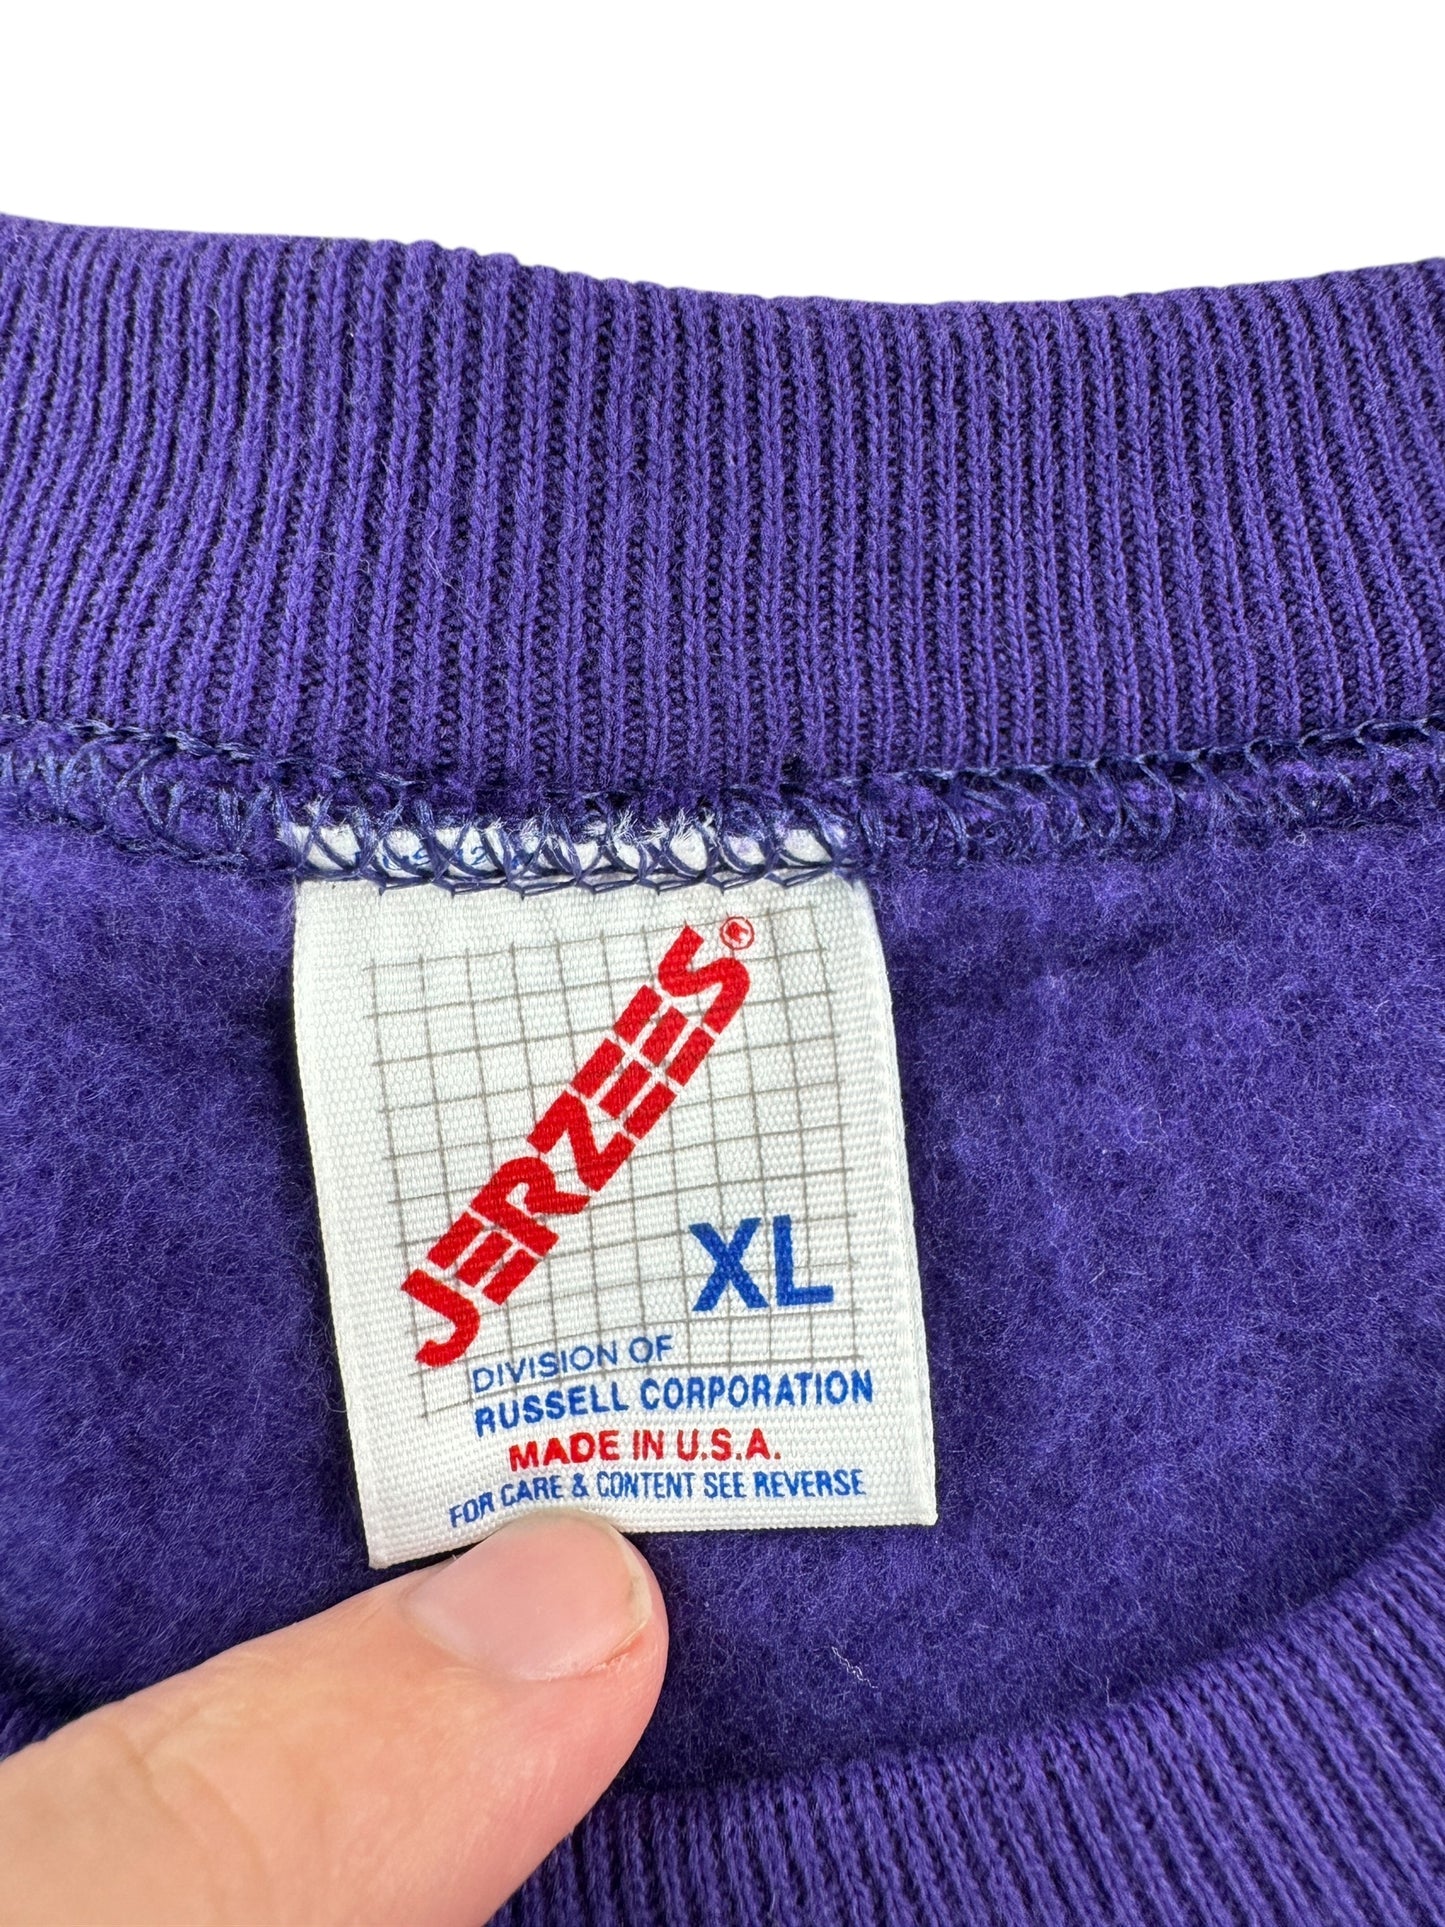 JERZEES®
XL
DIVISION OF
RUSSELL CORPORATION
MADE IN U.S.A.
FOR CARE & CONTENT SEE REVERSE